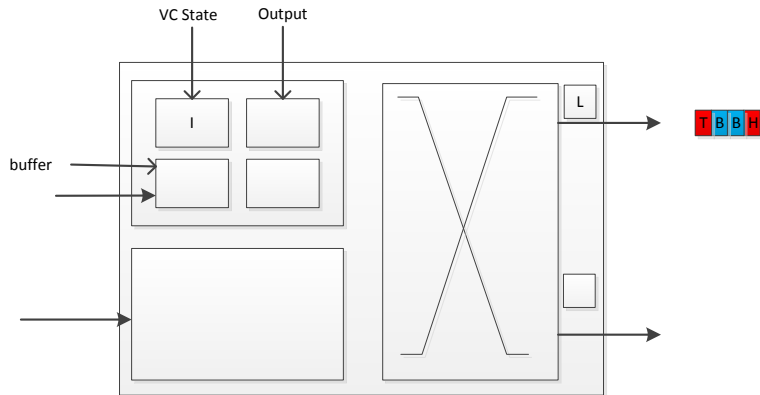 VC State
Output
I
L
T B B H
buffer